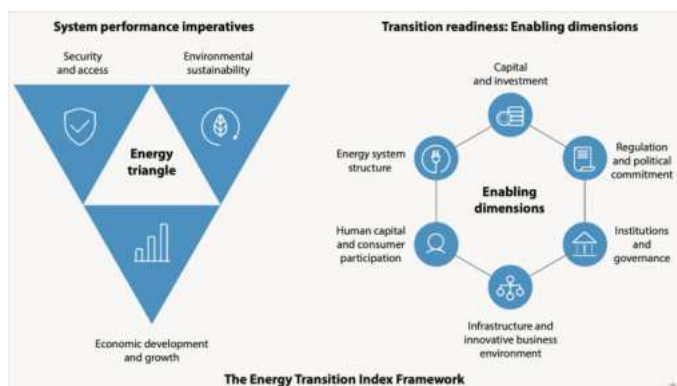 System performance imperatives
Security
and access
Environmental
sustainability
Energy
triangle
Economic development
and growth
Transition readiness: Enabling dimensions
Capital
and investment
Energy system
structure
Regulation
and political
commitment
Enabling
dimensions
Human capital
and consumer
participation
Institutions
and
governance
Infrastructure and
innovative business
environment
The Energy Transition Index Framework